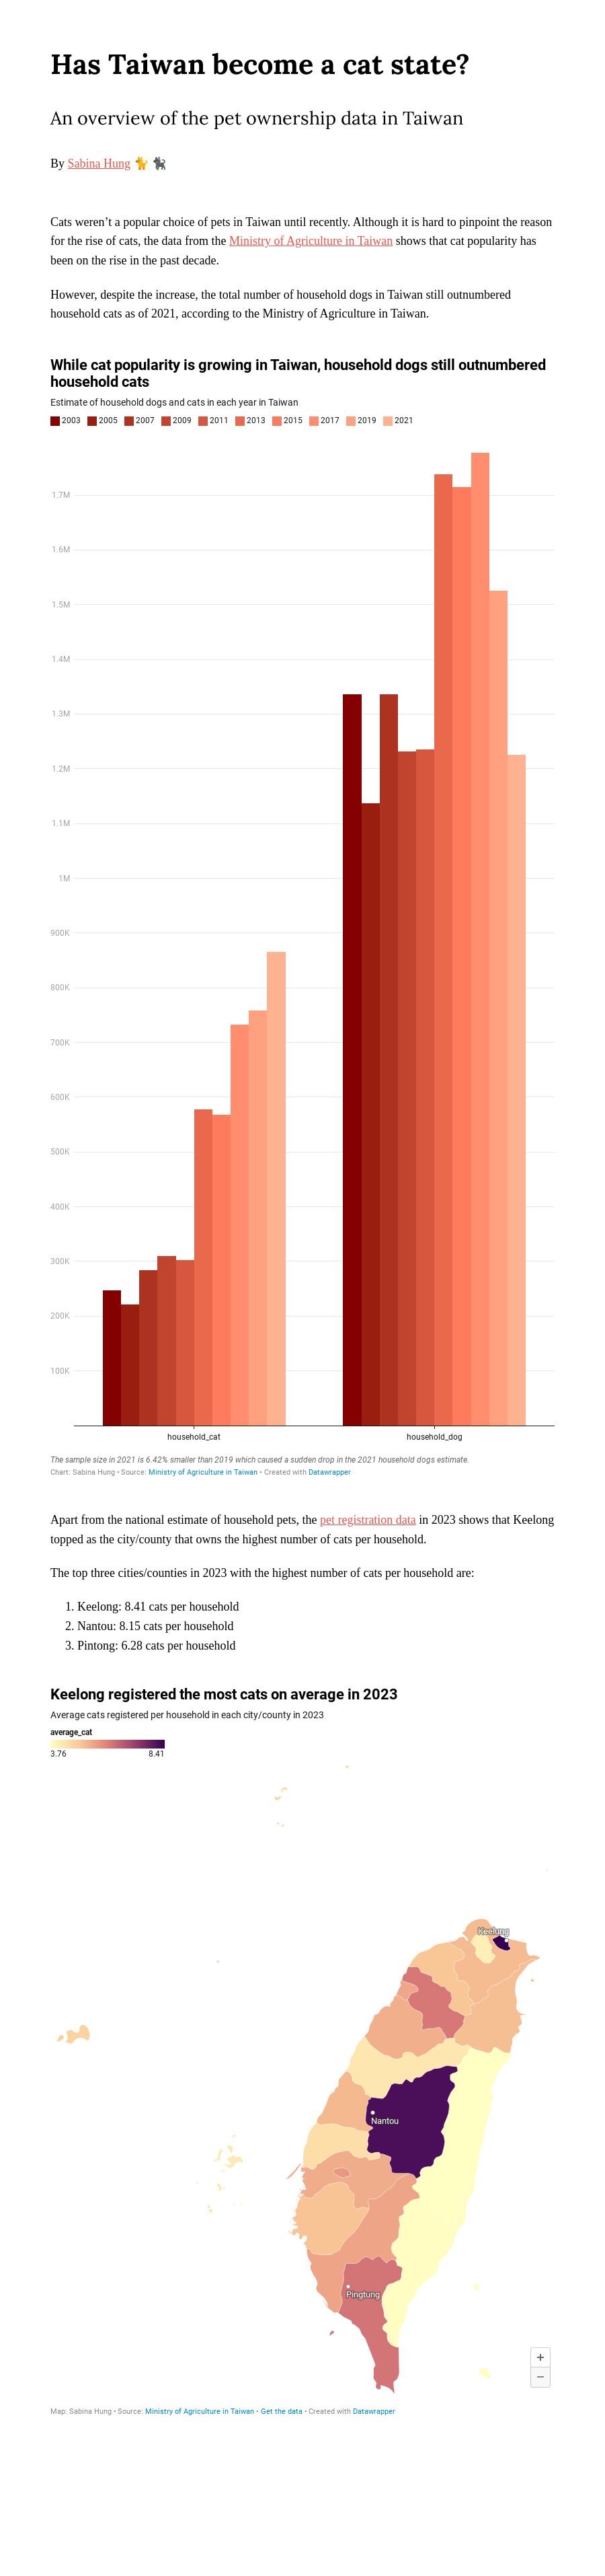 Has Taiwan become a cat state?
An overview of the pet ownership data in Taiwan
By Sabina Hung 🐈 🐈‍⬛
Cats weren’t a popular choice of pets in Taiwan until recently. Although it is hard to pinpoint the reason
for the rise of cats, the data from the Ministry of Agriculture in Taiwan shows that cat popularity has
been on the rise in the past decade.
However, despite the increase, the total number of household dogs in Taiwan still outnumbered
household cats as of 2021, according to the Ministry of Agriculture in Taiwan.
While cat popularity is growing in Taiwan, household dogs still outnumbered
household cats
Estimate of household dogs and cats in each year in Taiwan
2003 2005 2007 2009 2011 2013 2015 2017 2019 2021
1.7M
1.6M
1.5M
1.4M
1.3M
1.2M
1.1M
1M
900K
800K
700K
600K
500K
400K
300K
200K
100K
household_cat household_dog
The sample size in 2021 is 6.42% smaller than 2019 which caused a sudden drop in the 2021 household dogs estimate.
Chart: Sabina Hung • Source: Ministry of Agriculture in Taiwan • Created with Datawrapper
Apart from the national estimate of household pets, the pet registration data in 2023 shows that Keelong
topped as the city/county that owns the highest number of cats per household.
The top three cities/counties in 2023 with the highest number of cats per household are:
1. Keelong: 8.41 cats per household
2. Nantou: 8.15 cats per household
3. Pintong: 6.28 cats per household
Keelong registered the most cats on average in 2023
Average cats registered per household in each city/county in 2023
average_cat
3.76 8.41
Keelung
Nantou
Pingtung
+
−
Map: Sabina Hung • Source: Ministry of Agriculture in Taiwan • Get the data • Created with Datawrapper